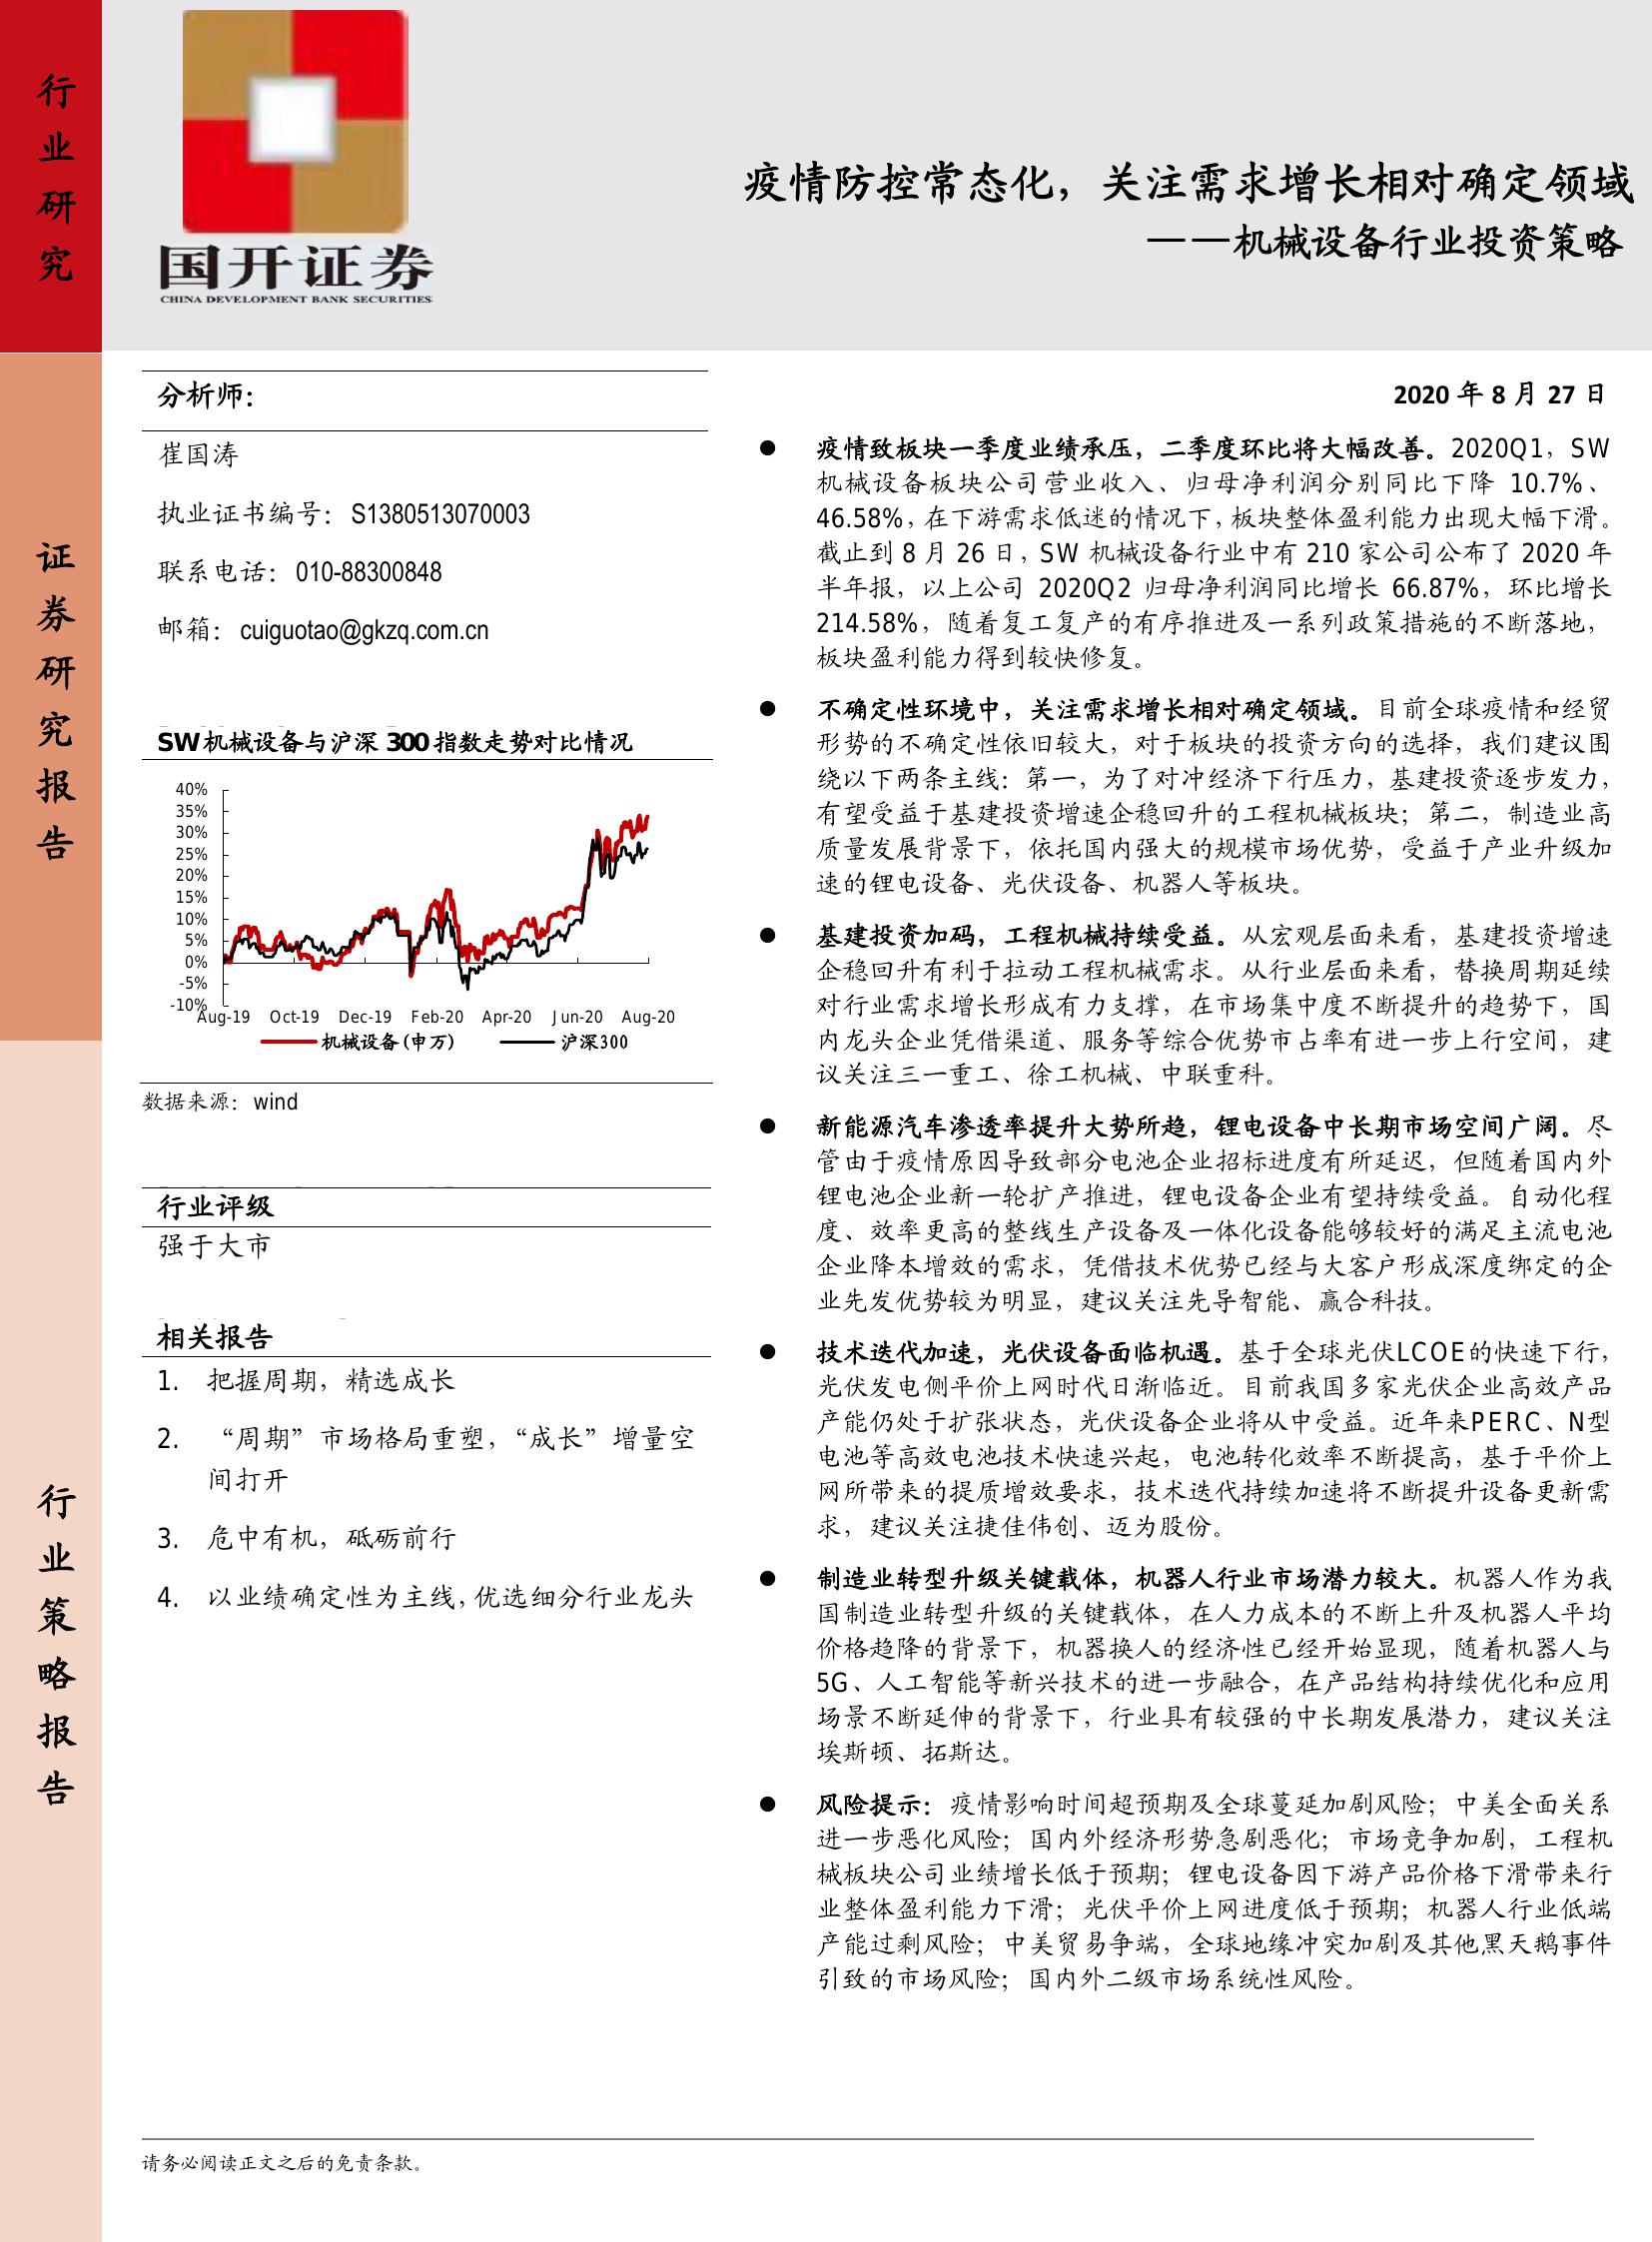 行业研究
证券研究报告
行业策略报告
国开证券
CHINA DEVELOPMENT BANK SECURITIES
疫情防控常态化，关注需求增长相对确定领域
——机械设备行业投资策略
分析师：
崔国涛
执业证书编号：S1380513070003
联系电话：010-88300848
邮箱：cuiguotao@gkzq.com.cn
SW机械设备与沪深 300 指数走势对比情况
40%
35%
30%
25%
20%
15%
10%
5%
0%
-5%
-10%
Aug-19 Oct-19 Dec-19 Feb-20 Apr-20 Jun-20 Aug-20
机械设备(申万) 沪深300
数据来源：wind
行业评级
强于大市
相关报告
1. 把握周期，精选成长
2. “周期”市场格局重塑，“成长”增量空
间打开
3. 危中有机，砥砺前行
4. 以业绩确定性为主线，优选细分行业龙头
2020 年 8 月 27 日
● 疫情致板块一季度业绩承压，二季度环比将大幅改善。2020Q1，SW
机械设备板块公司营业收入、归母净利润分别同比下降 10.7%、
46.58%，在下游需求低迷的情况下，板块整体盈利能力出现大幅下滑。
截止到 8 月 26 日，SW 机械设备行业中有 210 家公司公布了 2020 年
半年报，以上公司 2020Q2 归母净利润同比增长 66.87%，环比增长
214.58%，随着复工复产的有序推进及一系列政策措施的不断落地，
板块盈利能力得到较快修复。
● 不确定性环境中，关注需求增长相对确定领域。目前全球疫情和经贸
形势的不确定性依旧较大，对于板块的投资方向的选择，我们建议围
绕以下两条主线：第一，为了对冲经济下行压力，基建投资逐步发力，
有望受益于基建投资增速企稳回升的工程机械板块；第二，制造业高
质量发展背景下，依托国内强大的规模市场优势，受益于产业升级加
速的锂电设备、光伏设备、机器人等板块。
● 基建投资加码，工程机械持续受益。从宏观层面来看，基建投资增速
企稳回升有利于拉动工程机械需求。从行业层面来看，替换周期延续
对行业需求增长形成有力支撑，在市场集中度不断提升的趋势下，国
内龙头企业凭借渠道、服务等综合优势市占率有进一步上行空间，建
议关注三一重工、徐工机械、中联重科。
● 新能源汽车渗透率提升大势所趋，锂电设备中长期市场空间广阔。尽
管由于疫情原因导致部分电池企业招标进度有所延迟，但随着国内外
锂电池企业新一轮扩产推进，锂电设备企业有望持续受益。自动化程
度、效率更高的整线生产设备及一体化设备能够较好的满足主流电池
企业降本增效的需求，凭借技术优势已经与大客户形成深度绑定的企
业先发优势较为明显，建议关注先导智能、赢合科技。
● 技术迭代加速，光伏设备面临机遇。基于全球光伏LCOE的快速下行，
光伏发电侧平价上网时代日渐临近。目前我国多家光伏企业高效产品
产能仍处于扩张状态，光伏设备企业将从中受益。近年来PERC、N型
电池等高效电池技术快速兴起，电池转化效率不断提高，基于平价上
网所带来的提质增效要求，技术迭代持续加速将不断提升设备更新需
求，建议关注捷佳伟创、迈为股份。
● 制造业转型升级关键载体，机器人行业市场潜力较大。机器人作为我
国制造业转型升级的关键载体，在人力成本的不断上升及机器人平均
价格趋降的背景下，机器换人的经济性已经开始显现，随着机器人与
5G、人工智能等新兴技术的进一步融合，在产品结构持续优化和应用
场景不断延伸的背景下，行业具有较强的中长期发展潜力，建议关注
埃斯顿、拓斯达。
● 风险提示：疫情影响时间超预期及全球蔓延加剧风险；中美全面关系
进一步恶化风险；国内外经济形势急剧恶化；市场竞争加剧，工程机
械板块公司业绩增长低于预期；锂电设备因下游产品价格下滑带来行
业整体盈利能力下滑；光伏平价上网进度低于预期；机器人行业低端
产能过剩风险；中美贸易争端，全球地缘冲突加剧及其他黑天鹅事件
引致的市场风险；国内外二级市场系统性风险。
请务必阅读正文之后的免责条款。